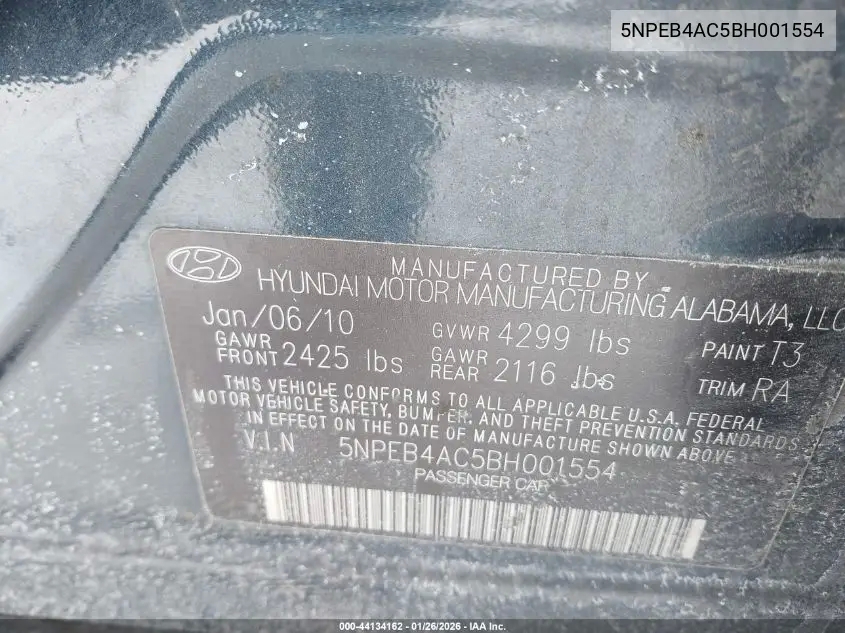 5NPEB4AC5BH001554
MANUFACTURED BY
HYUNDAI MOTOR MANUFACTURING ALABAMA, LLC
Jan/06/10 GVWR 4299 lbs PAINT T3
GAWR FRONT 2425 lbs GAWR REAR 2116 lbs TRIM RA
THIS VEHICLE CONFORMS TO ALL APPLICABLE U.S.A. FEDERAL
MOTOR VEHICLE SAFETY, BUMPER, AND THEFT PREVENTION STANDARDS
IN EFFECT ON THE DATE OF MANUFACTURE SHOWN ABOVE.
V.I.N 5NPEB4AC5BH001554
PASSENGER CAR
000-44134162 - 01/26/2026 - IAA Inc.